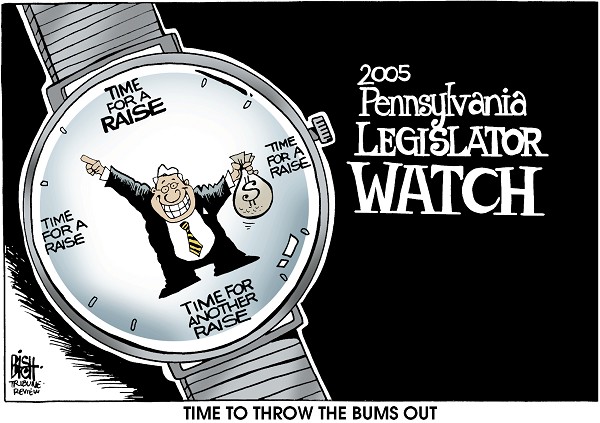 TIME
FOR A
RAISE
TIME
FOR A
RAISE
TIME
FOR A
RAISE
TIME FOR
ANOTHER
RAISE
$
2005
PENNSYLVANIA
LEGISLATOR
WATCH
BISH
TRIBUNE
REVIEW
TIME TO THROW THE BUMS OUT